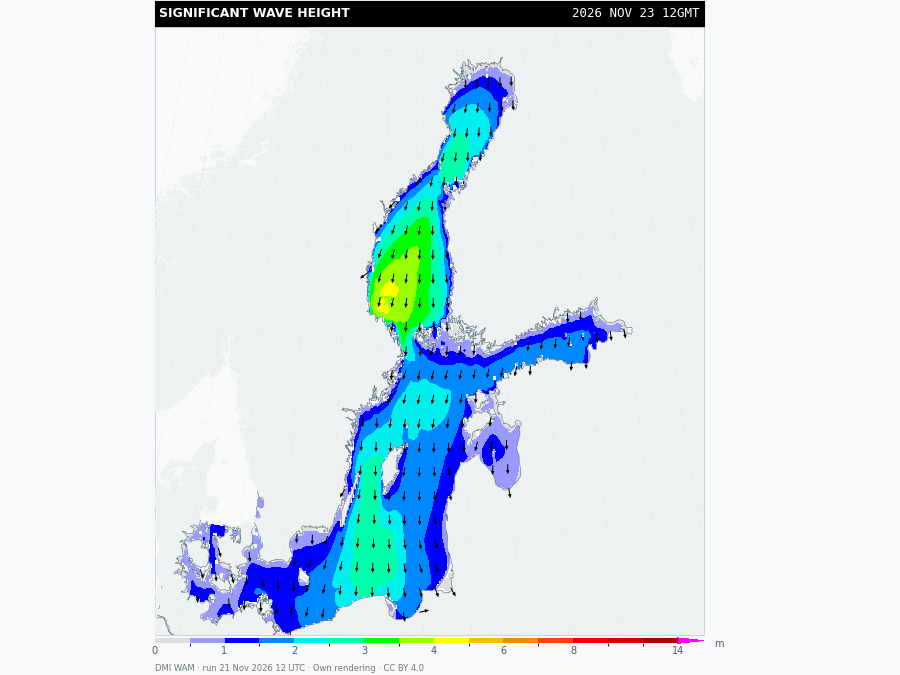 SIGNIFICANT WAVE HEIGHT 2026 NOV 23 12GMT
0 1 2 3 4 6 8 14 m
DMI WAM · run 21 Nov 2026 12 UTC · Own rendering · CC BY 4.0